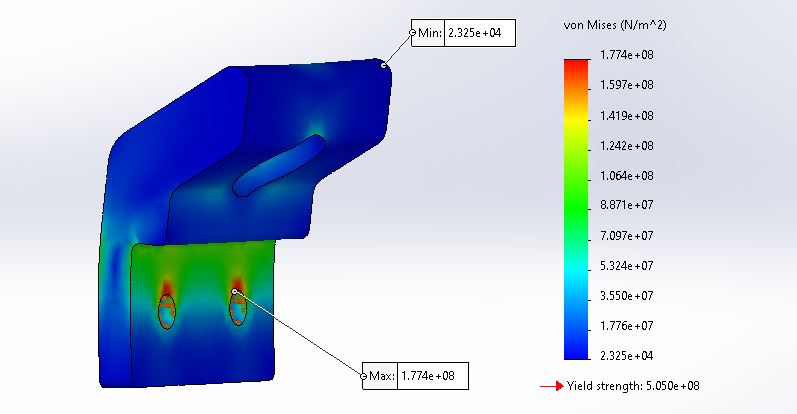 Min: 2.325e+04
von Mises (N/m^2)
1.774e+08
1.597e+08
1.419e+08
1.242e+08
1.064e+08
8.871e+07
7.097e+07
5.324e+07
3.550e+07
1.776e+07
2.325e+04
Max: 1.774e+08
Yield strength: 5.050e+08